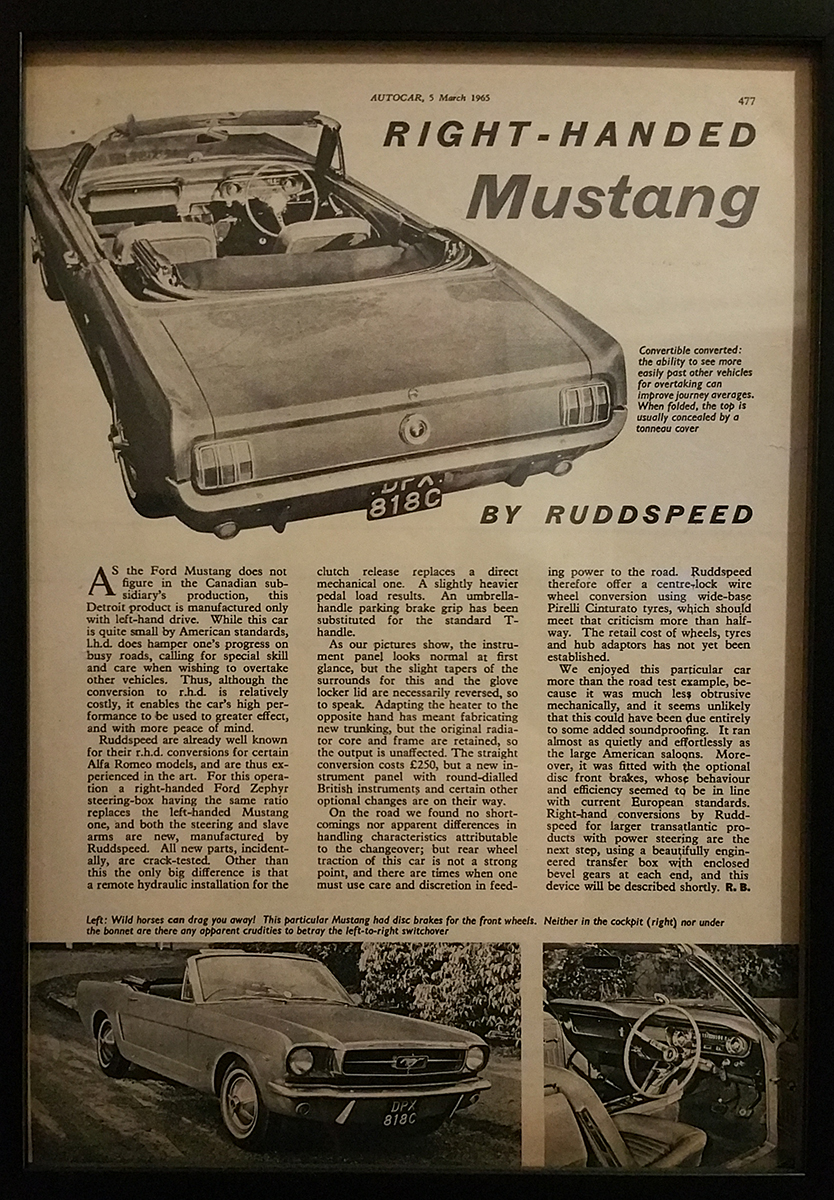 AUTOCAR, 5 March 1965
477
RIGHT-HANDED
Mustang
Convertible converted:
the ability to see more
easily past other vehicles
for overtaking can
improve journey averages.
When folded, the top is
usually concealed by a
tonneau cover
DPX
818C
BY RUDDSPEED
AS the Ford Mustang does not
figure in the Canadian sub-
sidiary's production, this
Detroit product is manufactured only
with left-hand drive. While this car
is quite small by American standards,
l.h.d. does hamper one's progress on
busy roads, calling for special skill
and care when wishing to overtake
other vehicles. Thus, although the
conversion to r.h.d. is relatively
costly, it enables the car's high per-
formance to be used to greater effect,
and with more peace of mind.
Ruddspeed are already well known
for their r.h.d. conversions for certain
Alfa Romeo models, and are thus ex-
perienced in the art. For this opera-
tion a right-handed Ford Zephyr
steering-box having the same ratio
replaces the left-handed Mustang
one, and both the steering and slave
arms are new, manufactured by
Ruddspeed. All new parts, incident-
ally, are crack-tested. Other than
this the only big difference is that
a remote hydraulic installation for the
clutch release replaces a direct
mechanical one. A slightly heavier
pedal load results. An umbrella-
handle parking brake grip has been
substituted for the standard T-
handle.
As our pictures show, the instru-
ment panel looks normal at first
glance, but the slight tapers of the
surrounds for this and the glove
locker lid are necessarily reversed, so
to speak. Adapting the heater to the
opposite hand has meant fabricating
new trunking, but the original radia-
tor core and frame are retained, so
the output is unaffected. The straight
conversion costs £250, but a new in-
strument panel with round-dialled
British instruments and certain other
optional changes are on their way.
On the road we found no short-
comings nor apparent differences in
handling characteristics attributable
to the changeover; but rear wheel
traction of this car is not a strong
point, and there are times when one
must use care and discretion in feed-
ing power to the road. Ruddspeed
therefore offer a centre-lock wire
wheel conversion using wide-base
Pirelli Cinturato tyres, which should
meet that criticism more than half-
way. The retail cost of wheels, tyres
and hub adaptors has not yet been
established.
We enjoyed this particular car
more than the road test example, be-
cause it was much less obtrusive
mechanically, and it seems unlikely
that this could have been due entirely
to some added soundproofing. It ran
almost as quietly and effortlessly as
the large American saloons. More-
over, it was fitted with the optional
disc front brakes, whose behaviour
and efficiency seemed to be in line
with current European standards.
Right-hand conversions by Rudd-
speed for larger transatlantic pro-
ducts with power steering are the
next step, using a beautifully engin-
eered transfer box with enclosed
bevel gears at each end, and this
device will be described shortly. R. B.
Left: Wild horses can drag you away! This particular Mustang had disc brakes for the front wheels. Neither in the cockpit (right) nor under
the bonnet are there any apparent crudities to betray the left-to-right switchover
DPX
818C